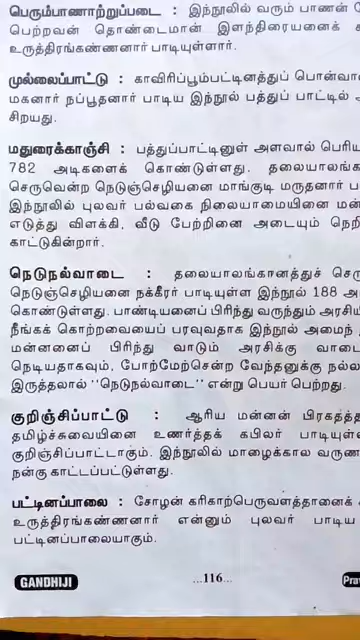 பெரும்பாணாற்றுப்படை : இந்நூலில் வரும் பாணன்
பெற்றவன் தொண்டைமான் இளந்திரையனைக்
உருத்திரங்கண்ணனார் பாடியுள்ளார்.
முல்லைப்பாட்டு : காவிரிப்பூம்பட்டினத்துப் பொன்வா
மகனார் நப்பூதனார் பாடிய இந்நூல் பத்துப் பாட்டில் அ
சிறயது.
மதுரைக்காஞ்சி : பத்துப்பாட்டினுள் அளவால் பெரிய
782 அடிகளைக் கொண்டுள்ளது. தலையாலங்க
செருவென்ற நெடுஞ்செழியனை மாங்குடி மருதனார் ப
இந்நூலில் புலவர் பல்வகை நிலையாமையினை மன்
எடுத்து விளக்கி, வீடு பேற்றினை அடையும் நெறி
காட்டுகின்றார்.
நெடுநல்வாடை : தலையாலங்கானத்துச் செரு
நெடுஞ்செழியனை நக்கீரர் பாடியுள்ள இந்நூல் 188 அ
கொண்டுள்ளது. பாண்டியனைப் பிரிந்து வருந்தும் அரசியி
நீங்கக் கொற்றவையைப் பரவுவதாக இந்நூல் அமைந்
மன்னனைப் பிரிந்து வாடும் அரசிக்கு வாடை
நெடியதாகவும், போர்மேற்சென்ற வேந்தனுக்கு நல்ல
இருத்தலால் "நெடுநல்வாடை" என்று பெயர் பெற்றது.
குறிஞ்சிப்பாட்டு : ஆரிய மன்னன் பிரகத்த
தமிழ்ச்சுவையினை உணர்த்தக் கபிலர் பாடியுள்
குறிஞ்சிப்பாட்டாகும். இந்நூலில் மாழைக்கால வருண
நன்கு காட்டப்பட்டுள்ளது.
பட்டினப்பாலை : சோழன் கரிகாற்பெருவளத்தானைக்
உருத்திரங்கண்ணனார் என்னும் புலவர் பாடிய
பட்டினப்பாலையாகும்.
GANDHIJI ...116... Pra